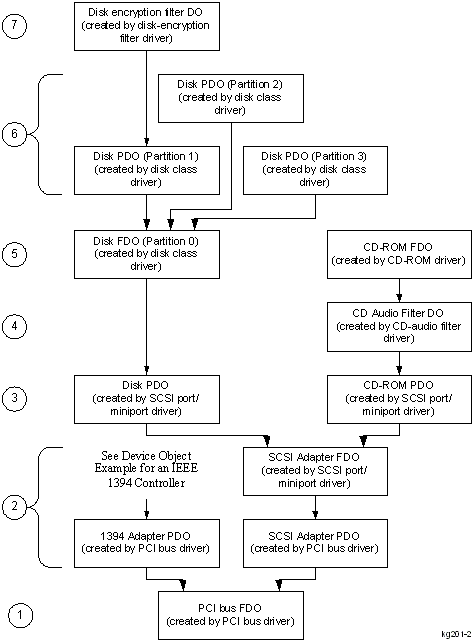 7
Disk encryption filter DO
(created by disk-encryption
filter driver)
6
Disk PDO (Partition 2)
(created by disk class
driver)
Disk PDO (Partition 1)
(created by disk class
driver)
Disk PDO (Partition 3)
(created by disk class
driver)
5
Disk FDO (Partition 0)
(created by disk class
driver)
CD-ROM FDO
(created by CD-ROM driver)
4
CD Audio Filter DO
(created by CD-audio filter
driver)
3
Disk PDO
(created by SCSI port/
miniport driver)
CD-ROM PDO
(created by SCSI port/
miniport driver)
2
See Device Object
Example for an IEEE
1394 Controller
SCSI Adapter FDO
(created by SCSI port/
miniport driver)
1394 Adapter PDO
(created by PCI bus driver)
SCSI Adapter PDO
(created by PCI bus driver)
1
PCI bus FDO
(created by PCI bus driver)
kg201-2